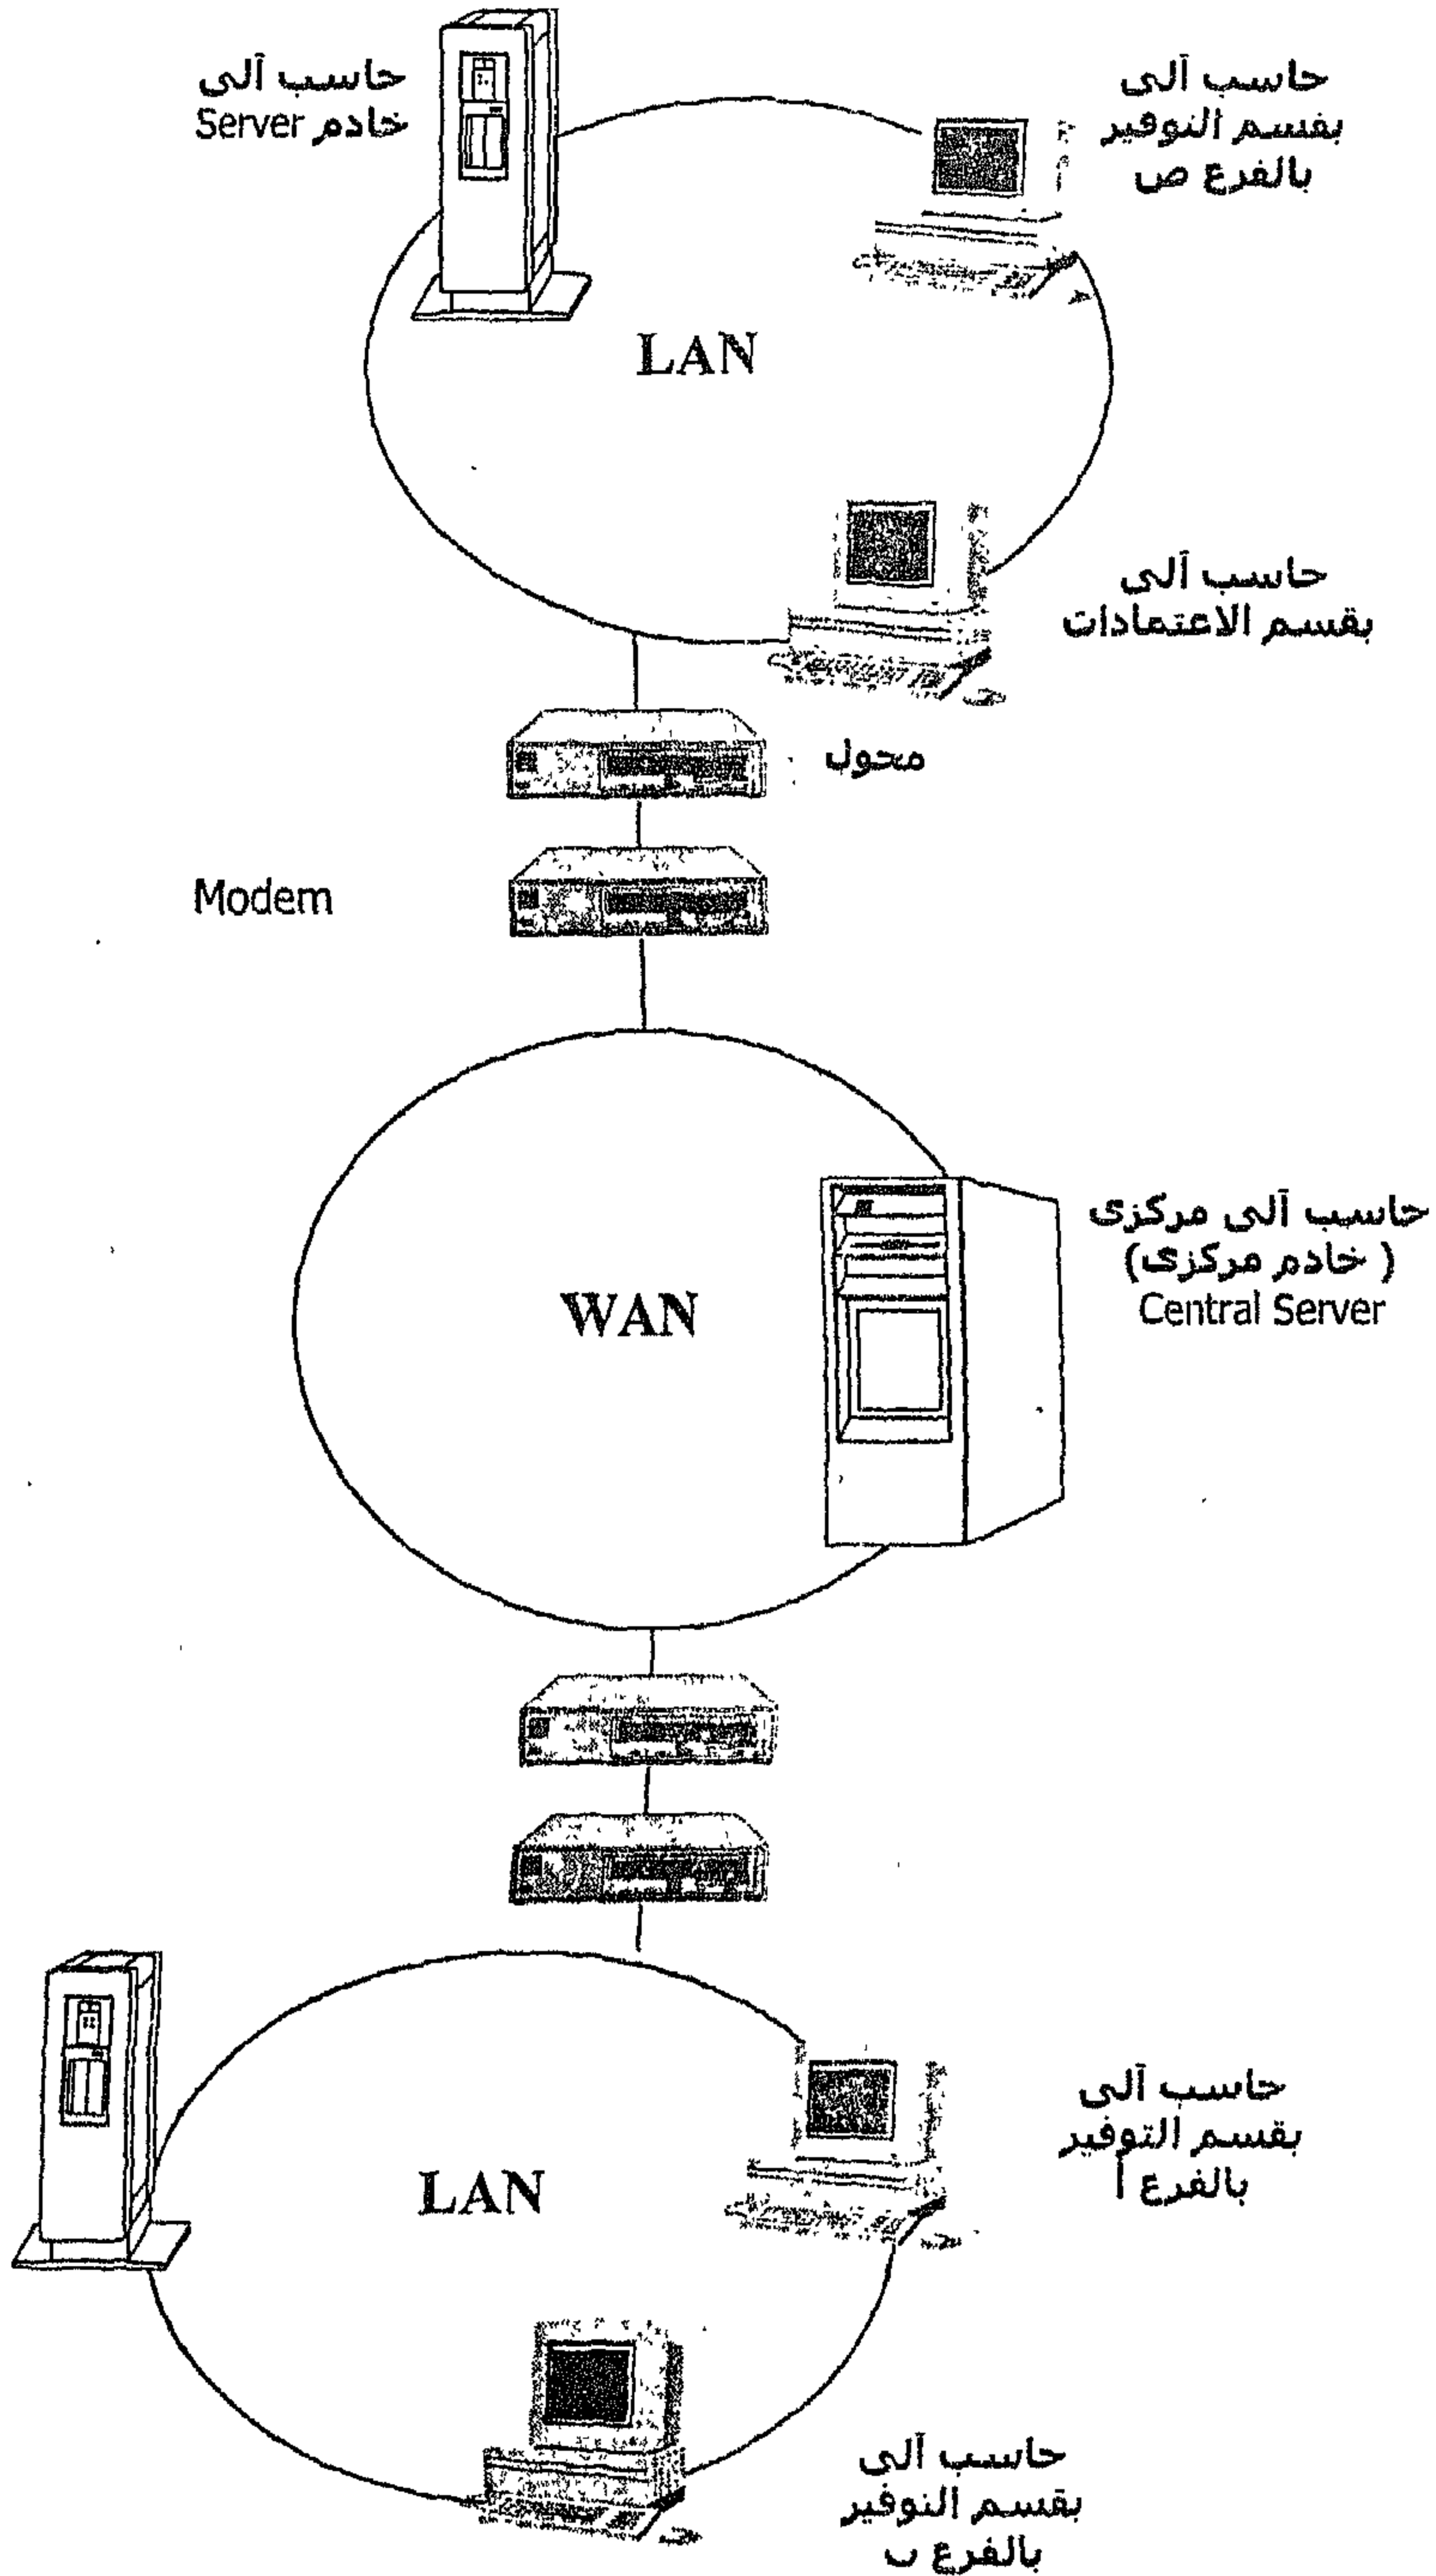 حاسب آلى
خادم Server
حاسب آلى
بقسم التوفير
بالفرع ص
LAN
حاسب آلى
بقسم الاعتمادات
محول
Modem
WAN
حاسب آلى مركزى
( خادم مركزى)
Central Server
LAN
حاسب آلى
بقسم التوفير
بالفرع أ
حاسب آلى
بقسم التوفير
بالفرع ب